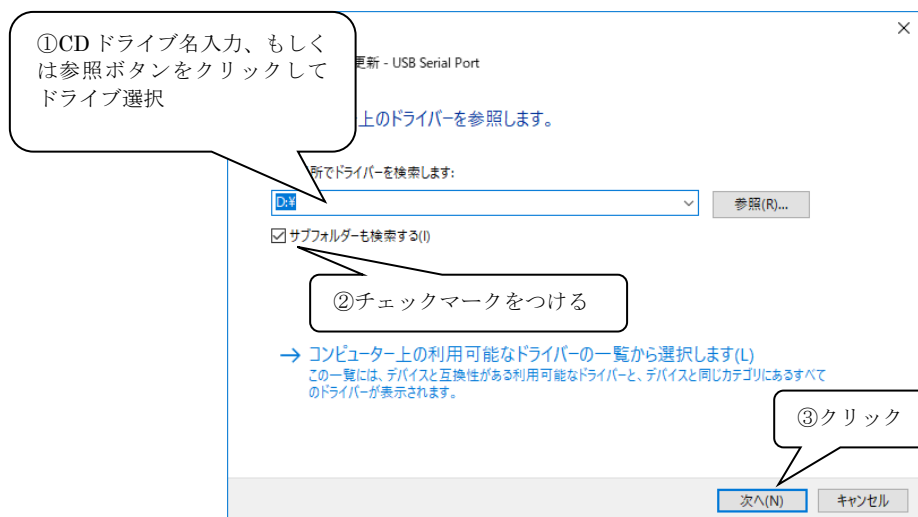 ①CDドライブ名入力、もしく
は参照ボタンをクリックして
ドライブ選択
更新 - USB Serial Port
上のドライバーを参照します。
所でドライバーを検索します:
D:¥
参照(R)...
サブフォルダーも検索する(I)
②チェックマークをつける
→ コンピューター上の利用可能なドライバーの一覧から選択します(L)
この一覧には、デバイスと互換性がある利用可能なドライバーと、デバイスと同じカテゴリにあるすべて
のドライバーが表示されます。
③クリック
次へ(N)
キャンセル